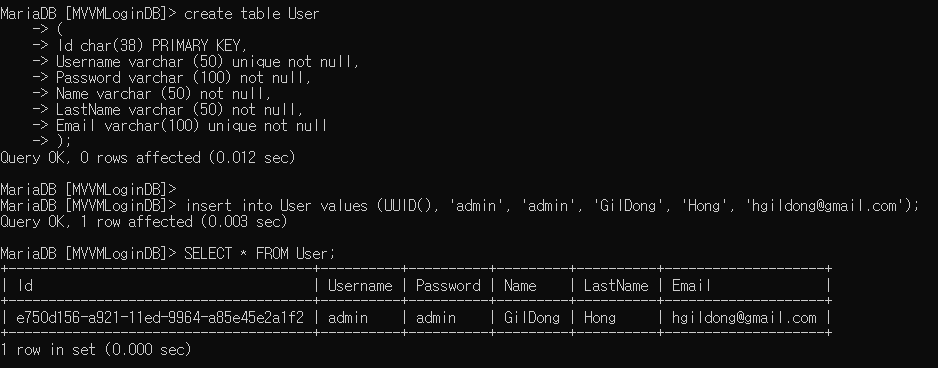 MariaDB [MVVMLoginDB]> create table User
    -> (
    -> Id char(38) PRIMARY KEY,
    -> Username varchar (50) unique not null,
    -> Password varchar (100) not null,
    -> Name varchar (50) not null,
    -> LastName varchar (50) not null,
    -> Email varchar(100) unique not null
    -> );
Query OK, 0 rows affected (0.012 sec)

MariaDB [MVVMLoginDB]>
MariaDB [MVVMLoginDB]> insert into User values (UUID(), 'admin', 'admin', 'GilDong', 'Hong', 'hgildong@gmail.com');
Query OK, 1 row affected (0.003 sec)

MariaDB [MVVMLoginDB]> SELECT * FROM User;
+--------------------------------------+----------+----------+---------+----------+--------------------+
| Id                                   | Username | Password | Name    | LastName | Email              |
+--------------------------------------+----------+----------+---------+----------+--------------------+
| e750d156-a921-11ed-9964-a85e45e2a1f2 | admin    | admin    | GilDong | Hong     | hgildong@gmail.com |
+--------------------------------------+----------+----------+---------+----------+--------------------+
1 row in set (0.000 sec)